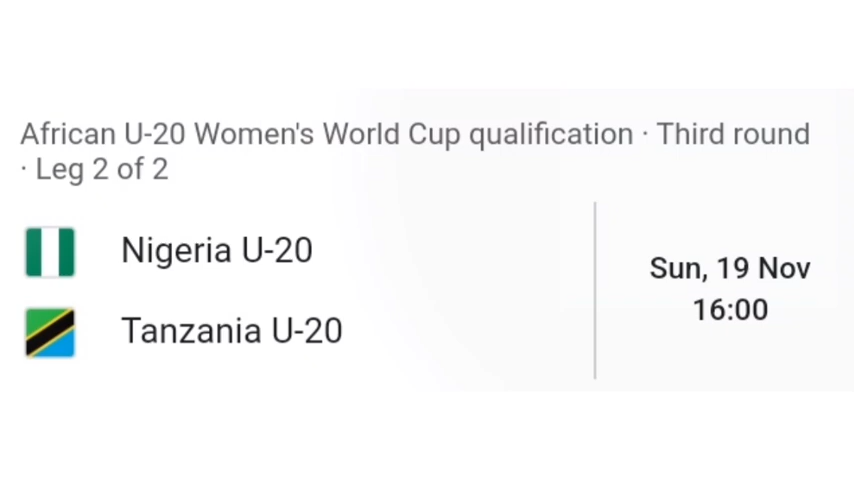 African U-20 Women's World Cup qualification · Third round
· Leg 2 of 2
Nigeria U-20
Tanzania U-20
Sun, 19 Nov
16:00